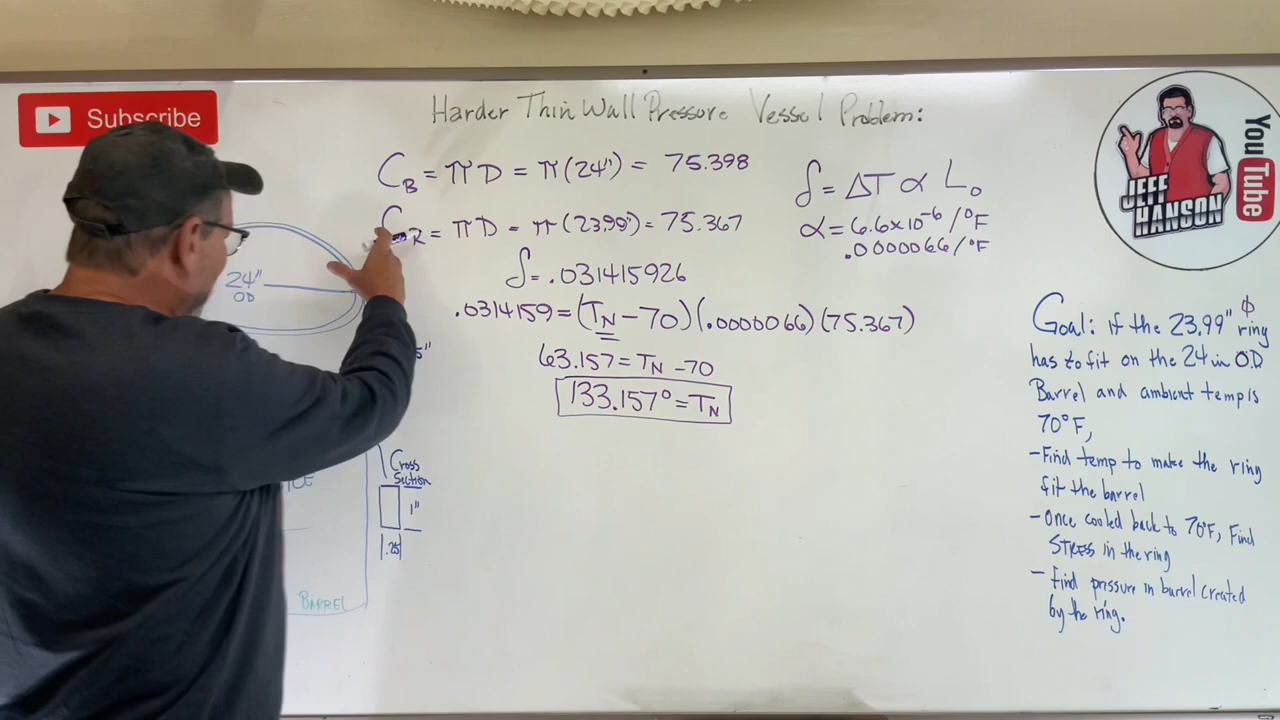 Subscribe
Harder Thin Wall Pressure Vessel Problem:
C_B = πD = π(24") = 75.398
C_R = πD = π(23.99") = 75.367
δ = .031415926
.0314159 = (T_N - 70)(.0000066)(75.367)
63.157 = T_N - 70
133.157° = T_N
δ = ΔT α L₀
α = 6.6x10⁻⁶ /°F
.0000066/°F
24"
OD
5"
Cross
Section
1"
.25
BARREL
YouTube
JEFF
HANSON
Goal: if the 23.99" ϕ ring
has to fit on the 24 in OD
Barrel and ambient temp is
70°F,
- Find temp to make the ring
fit the barrel
- Once cooled back to 70°F, Find
STRESS in the ring
- Find pressure in barrel created
by the ring.